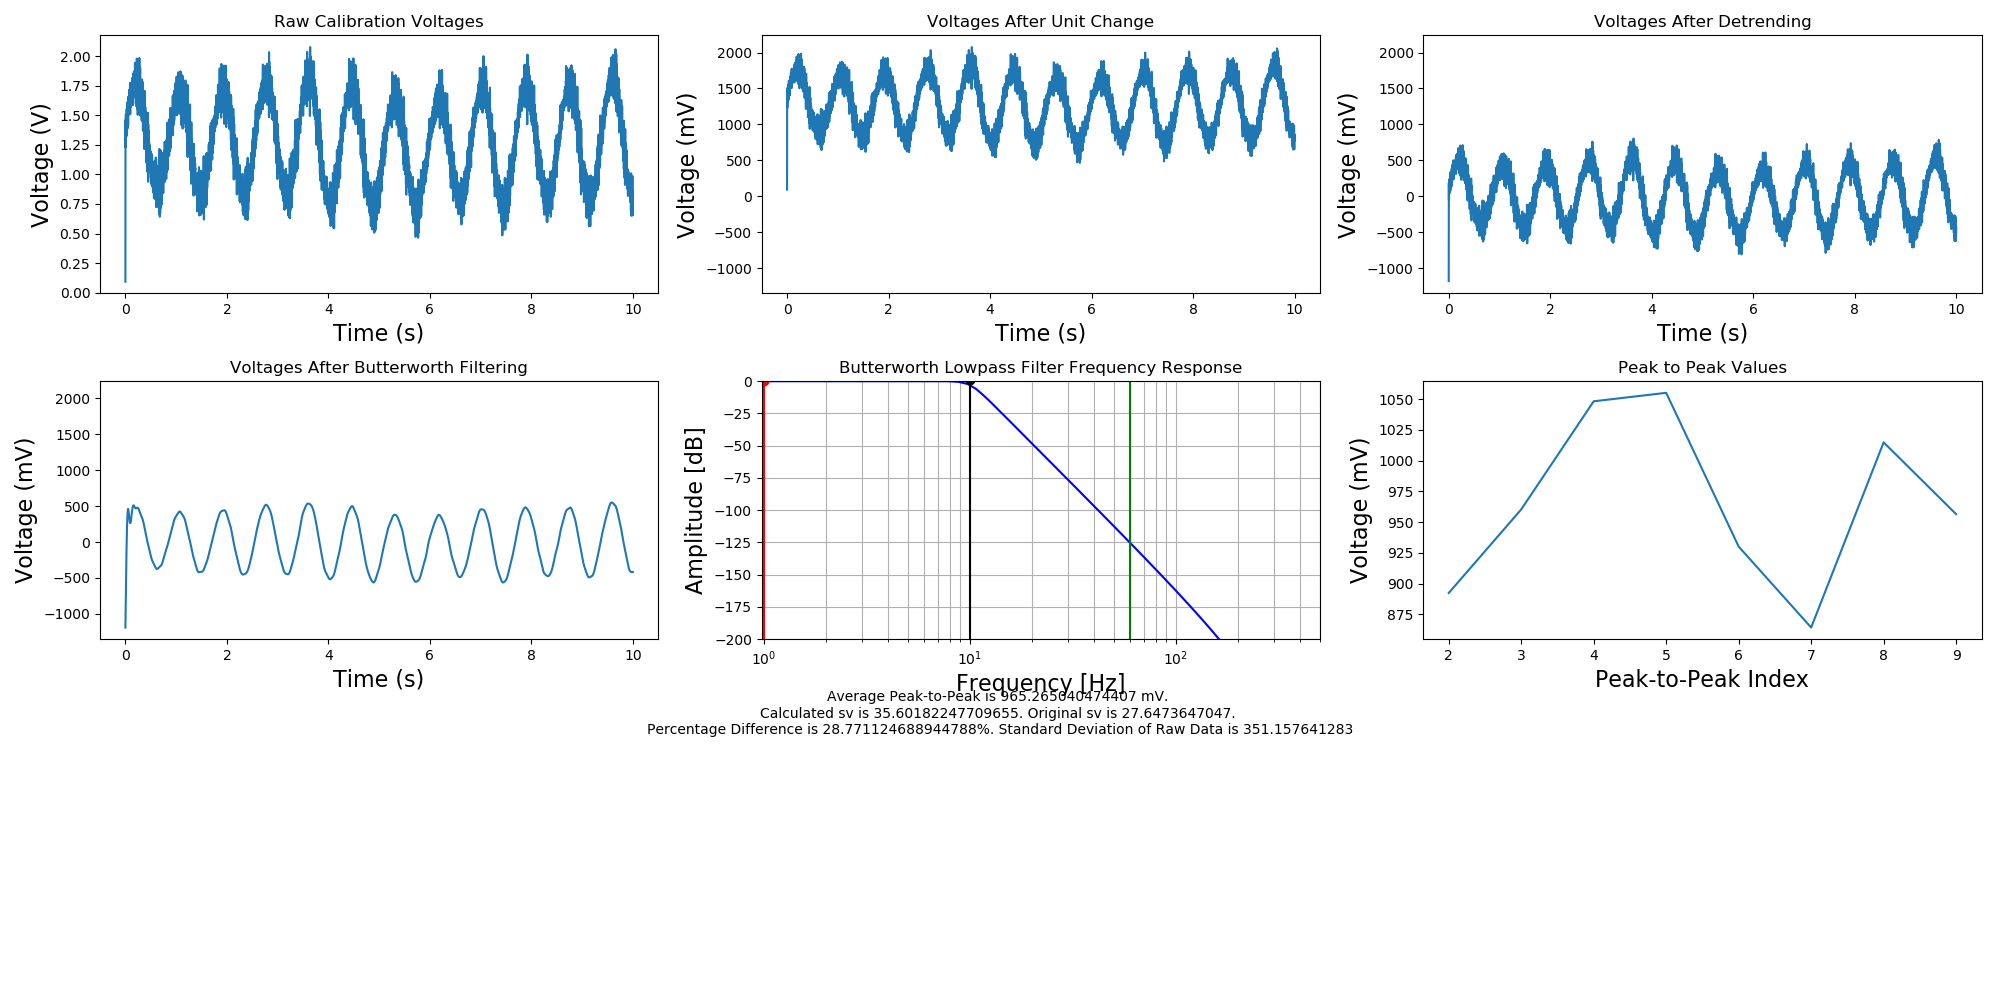 Raw Calibration Voltages
Voltage (V)
2.00
1.75
1.50
1.25
1.00
0.75
0.50
0.25
0.00
0 2 4 6 8 10
Time (s)
Voltages After Unit Change
Voltage (mV)
2000
1500
1000
500
0
−500
−1000
0 2 4 6 8 10
Time (s)
Voltages After Detrending
Voltage (mV)
2000
1500
1000
500
0
−500
−1000
0 2 4 6 8 10
Time (s)
Voltages After Butterworth Filtering
Voltage (mV)
2000
1500
1000
500
0
−500
−1000
0 2 4 6 8 10
Time (s)
Butterworth Lowpass Filter Frequency Response
Amplitude [dB]
0
−25
−50
−75
−100
−125
−150
−175
−200
10⁰ 10¹ 10²
Frequency [Hz]
Peak to Peak Values
Voltage (mV)
1050
1025
1000
975
950
925
900
875
2 3 4 5 6 7 8 9
Peak-to-Peak Index
Average Peak-to-Peak is 965.265040474407 mV.
Calculated sv is 35.60182247709655. Original sv is 27.6473647047.
Percentage Difference is 28.771124688944788%. Standard Deviation of Raw Data is 351.157641283